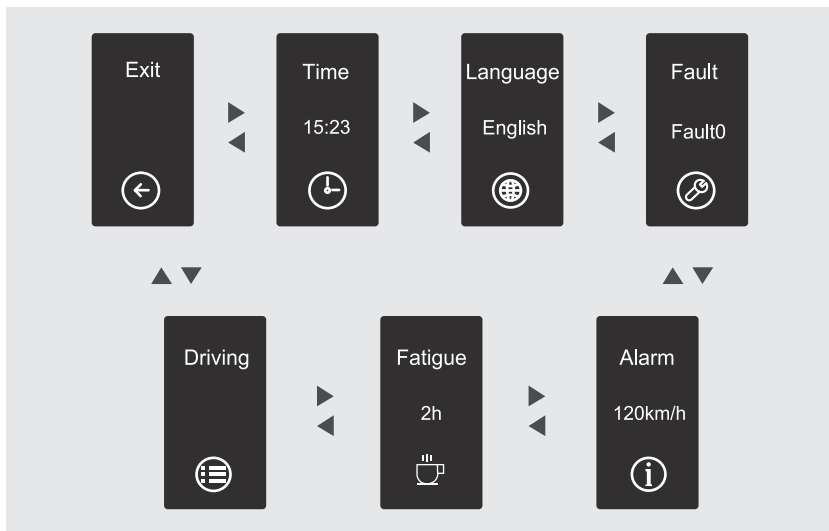 Exit
Time
15:23
Language
English
Fault
Fault0
Driving
Fatigue
2h
Alarm
120km/h
i